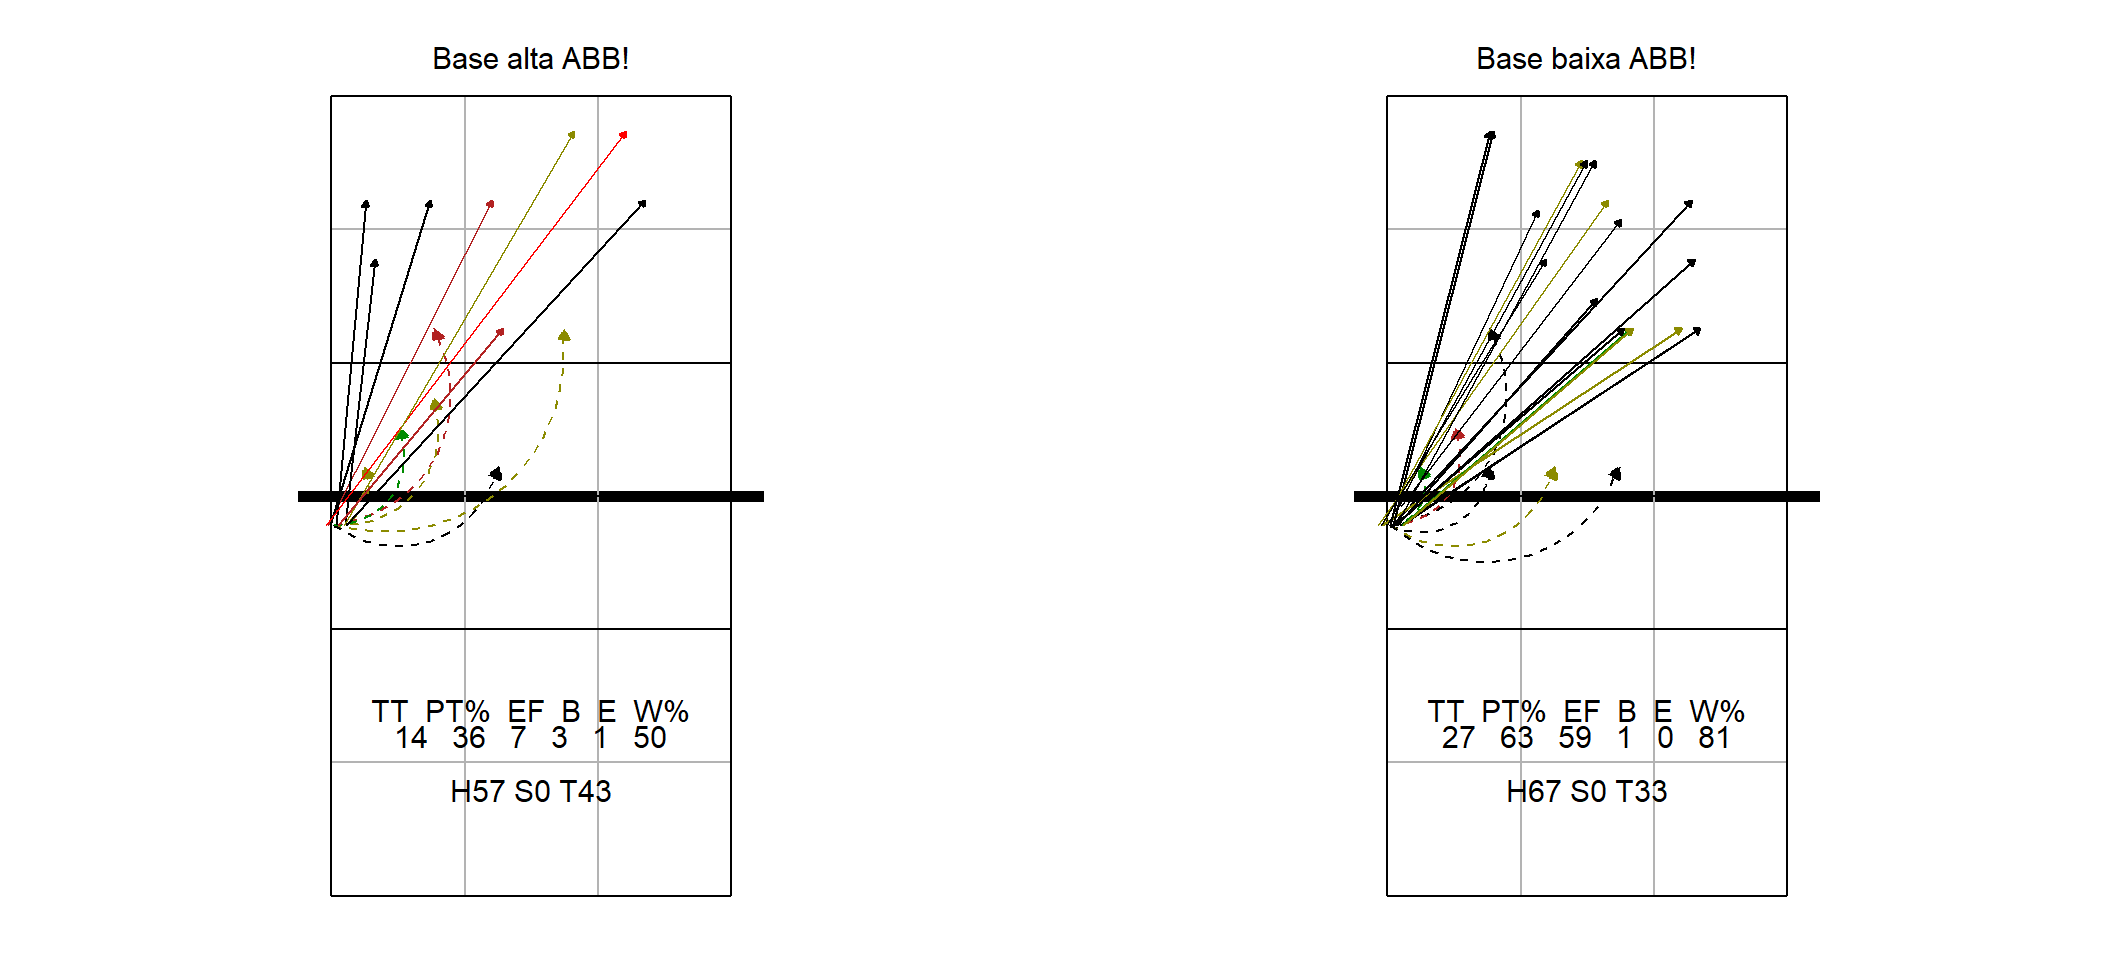 Base alta ABB!
TT PT% EF B E W%
14 36 7 3 1 50
H57 S0 T43
Base baixa ABB!
TT PT% EF B E W%
27 63 59 1 0 81
H67 S0 T33